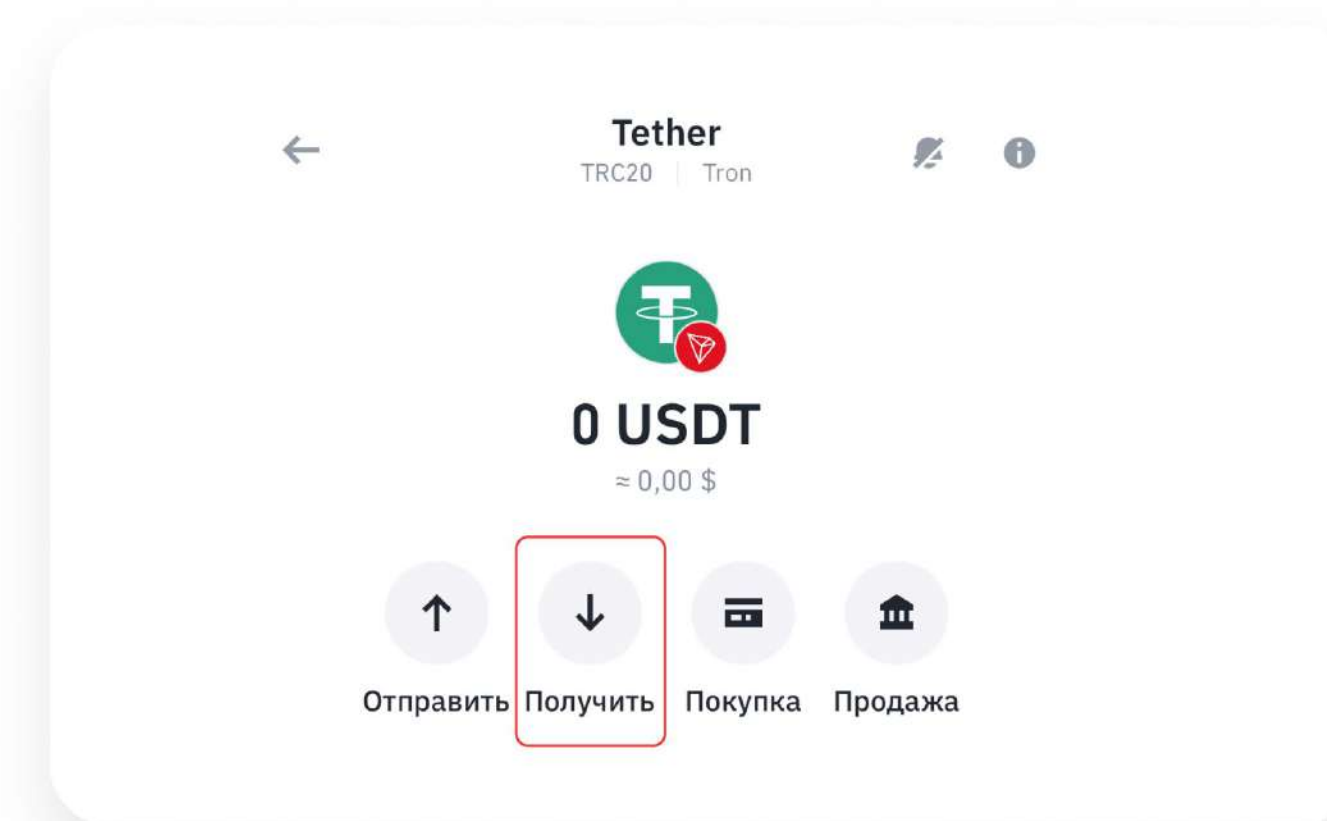 Tether
TRC20 | Tron
0 USDT
≈ 0,00 $
Отправить Получить Покупка Продажа